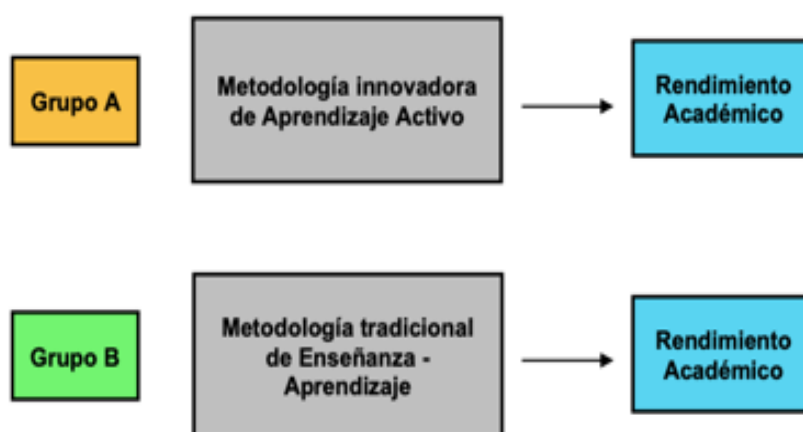 Grupo A
Metodología innovadora
de Aprendizaje Activo
Rendimiento
Académico
Grupo B
Metodología tradicional
de Enseñanza -
Aprendizaje
Rendimiento
Académico